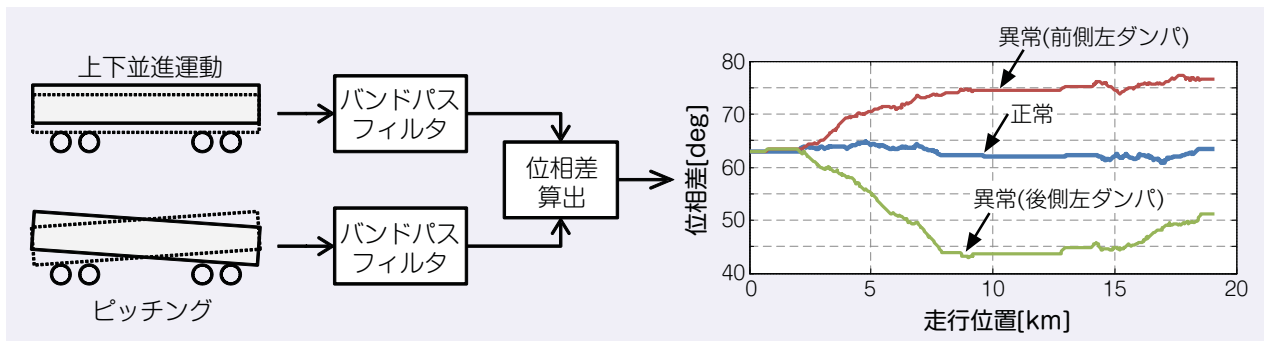 上下並進運動
バンドパス
フィルタ
位相差
算出
バンドパス
フィルタ
ピッチング
位相差[deg]
80
70
60
50
40
0
5
10
15
20
走行位置[km]
異常(前側左ダンパ)
正常
異常(後側左ダンパ)